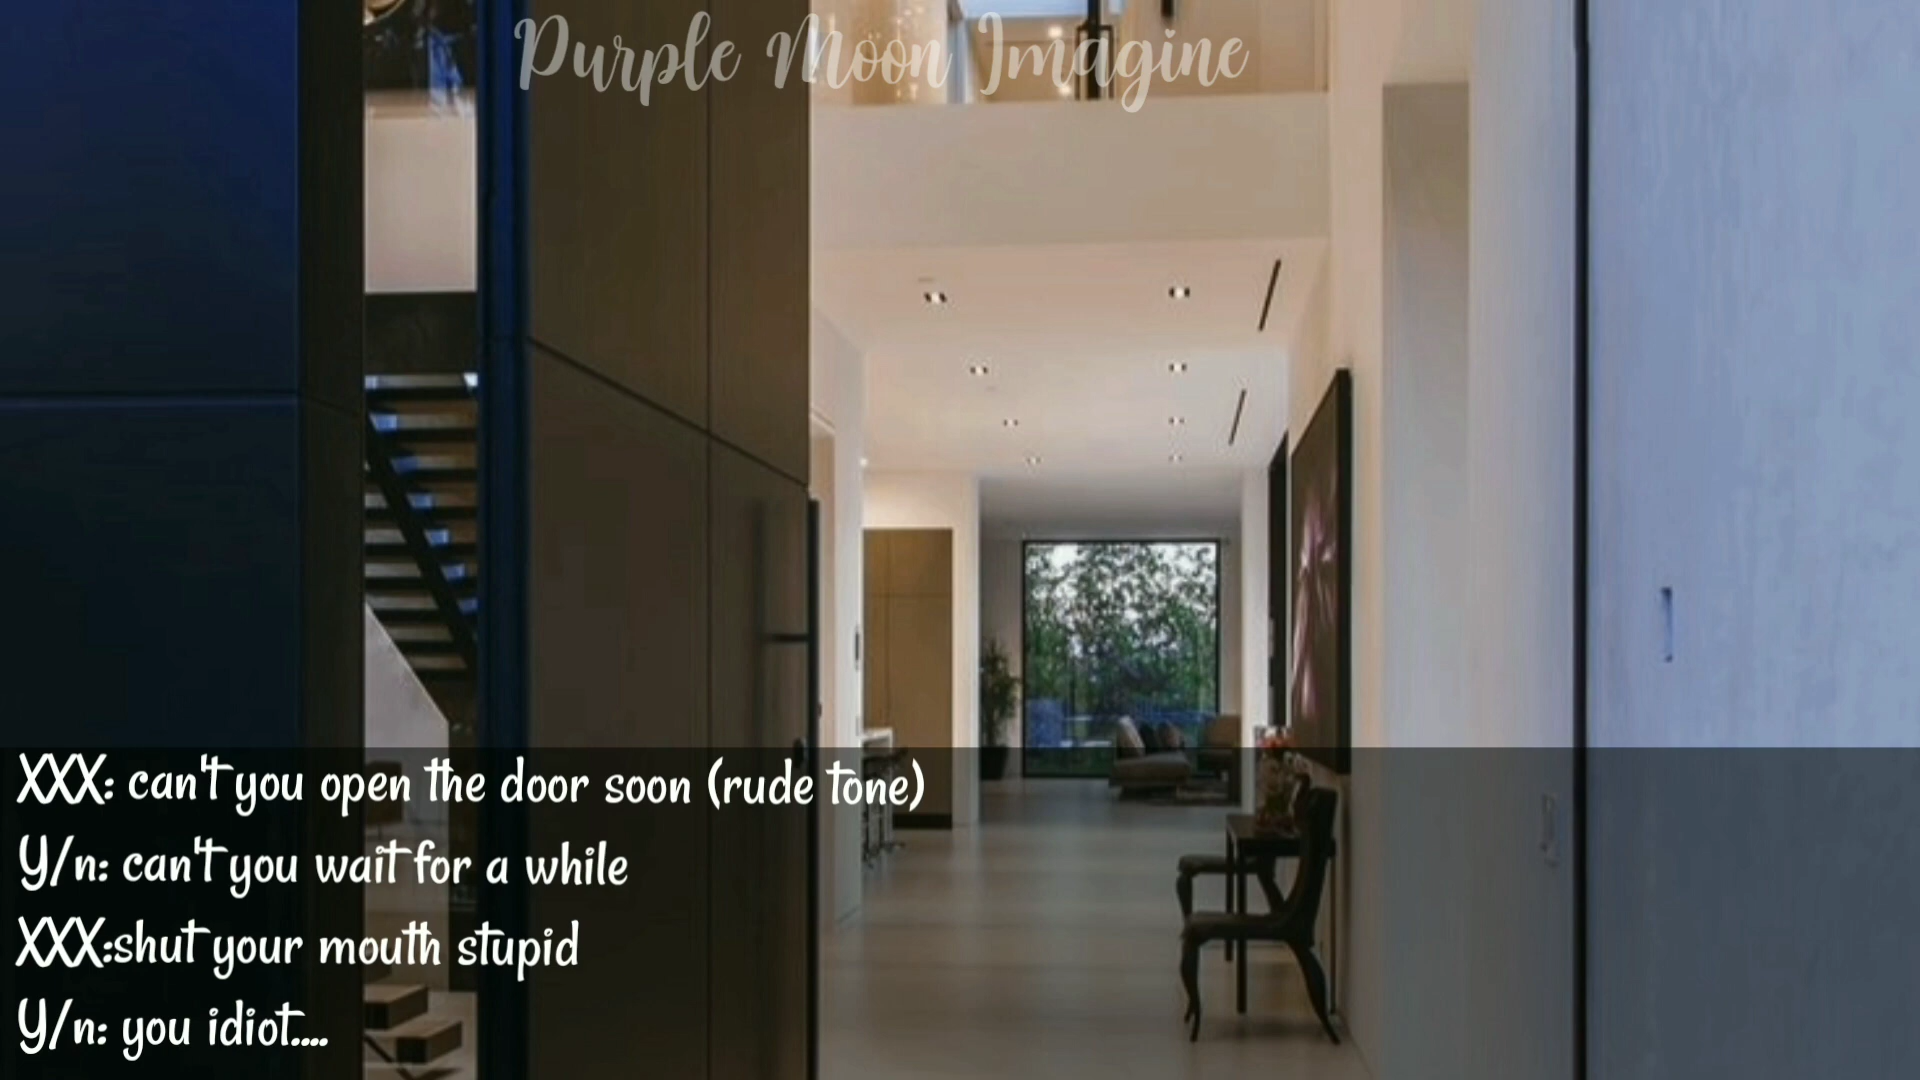 Purple Moon Imagine
XXX: can't you open the door soon (rude tone)
Y/n: can't you wait for a while
XXX:shut your mouth stupid
Y/n: you idiot....